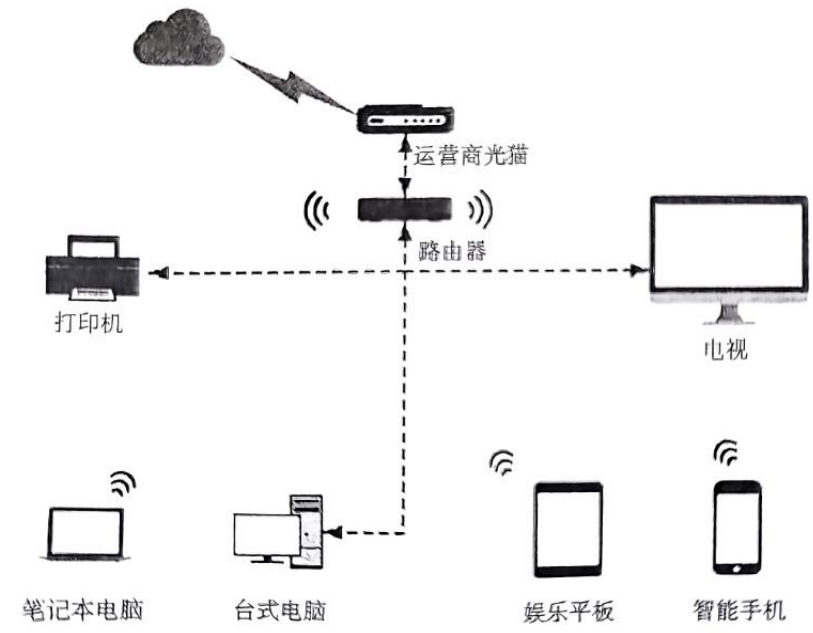 运营商光猫
路由器
打印机
电视
笔记本电脑
台式电脑
娱乐平板
智能手机